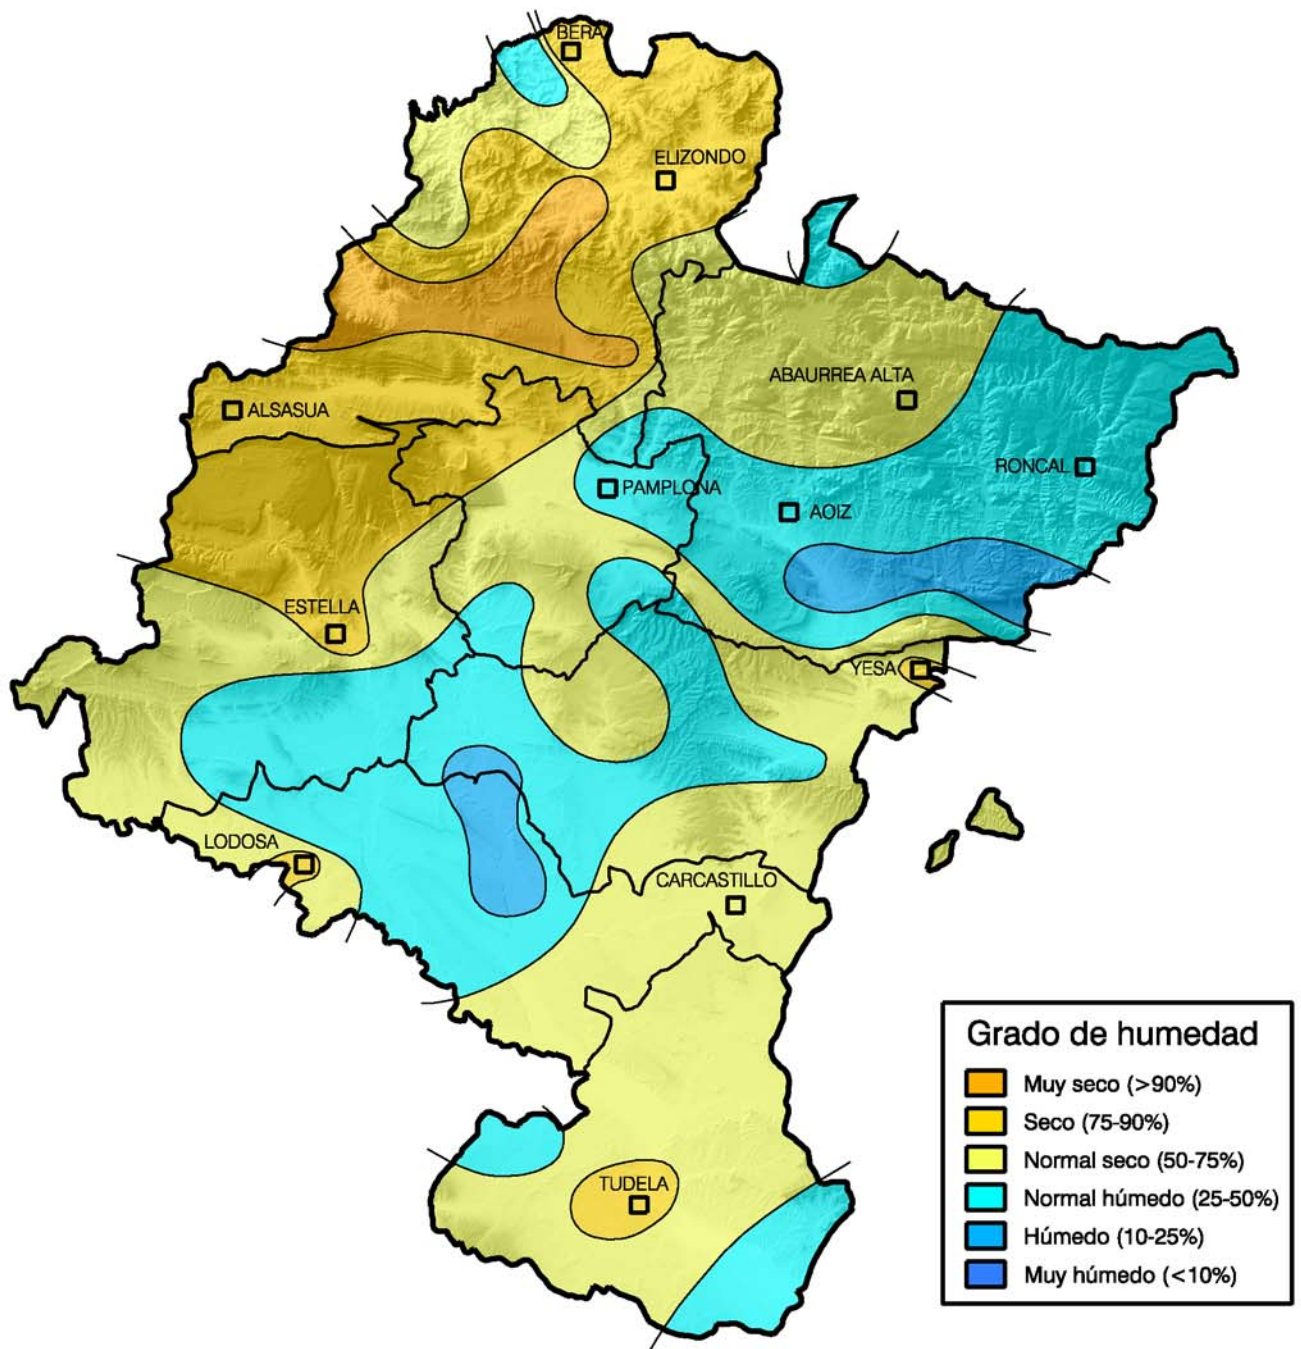 BERA
ELIZONDO
ABAURREA ALTA
ALSASUA
RONCAL
PAMPLONA
AOIZ
ESTELLA
YESA
LODOSA
CARCASTILLO
TUDELA
Grado de humedad
Muy seco (>90%)
Seco (75-90%)
Normal seco (50-75%)
Normal húmedo (25-50%)
Húmedo (10-25%)
Muy húmedo (<10%)